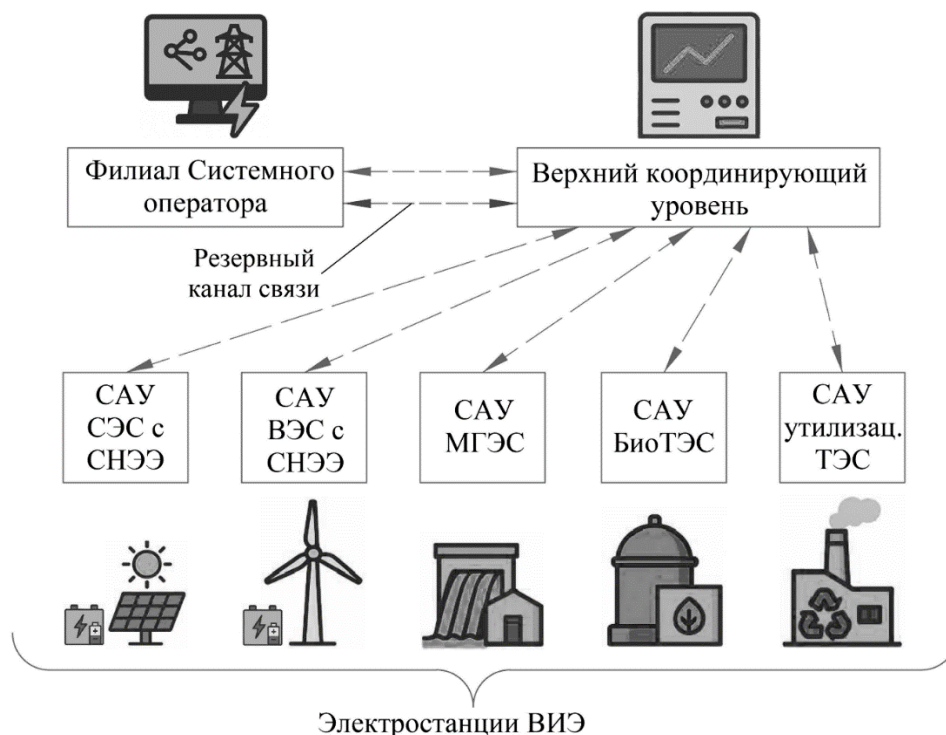 Филиал Системного
оператора
Верхний координирующий
уровень
Резервный
канал связи
САУ
СЭС с
СНЭЭ
САУ
ВЭС с
СНЭЭ
САУ
МГЭС
САУ
БиоТЭС
САУ
утилизац.
ТЭС
Электростанции ВИЭ